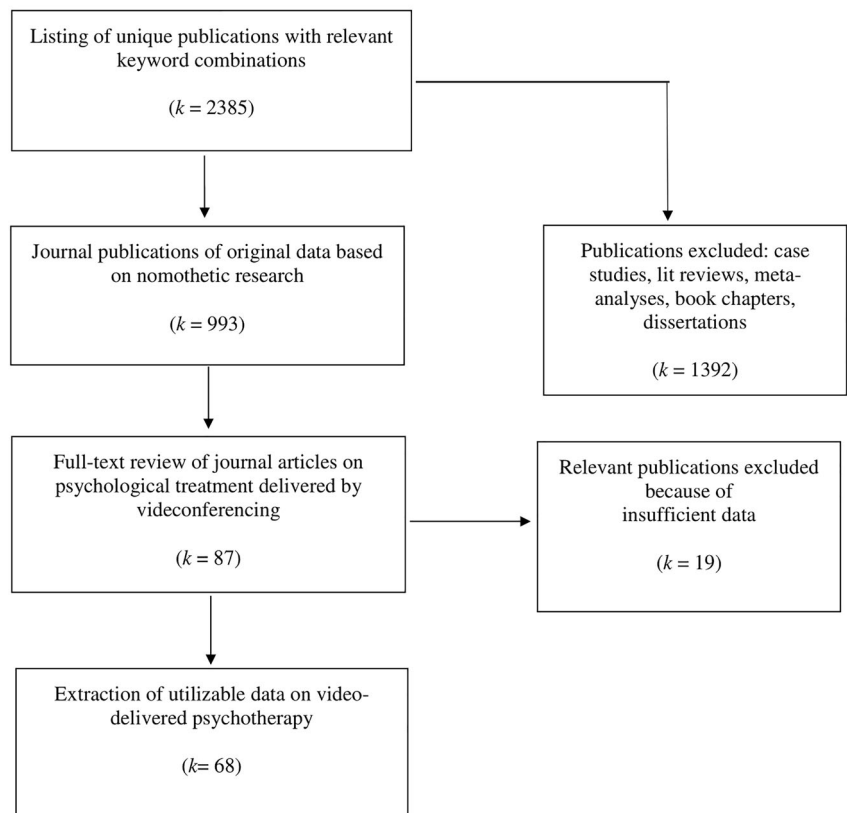 Listing of unique publications with relevant
keyword combinations
(k = 2385)
Journal publications of original data based
on nomothetic research
(k = 993)
Publications excluded: case
studies, lit reviews, meta-
analyses, book chapters,
dissertations
(k = 1392)
Full-text review of journal articles on
psychological treatment delivered by
videconferencing
(k = 87)
Relevant publications excluded
because of
insufficient data
(k = 19)
Extraction of utilizable data on video-
delivered psychotherapy
(k= 68)